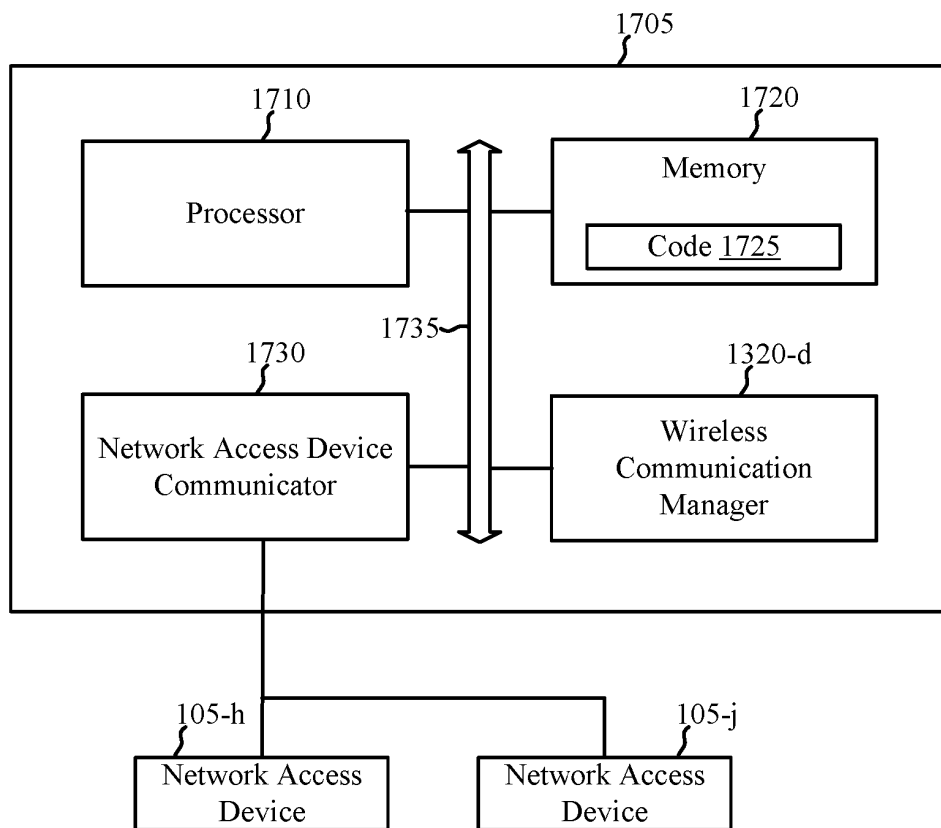 1705
1710
1720
Processor
Memory
Code 1725
1735
1730
1320-d
Network Access Device
Communicator
Wireless
Communication
Manager
105-h
105-j
Network Access
Device
Network Access
Device